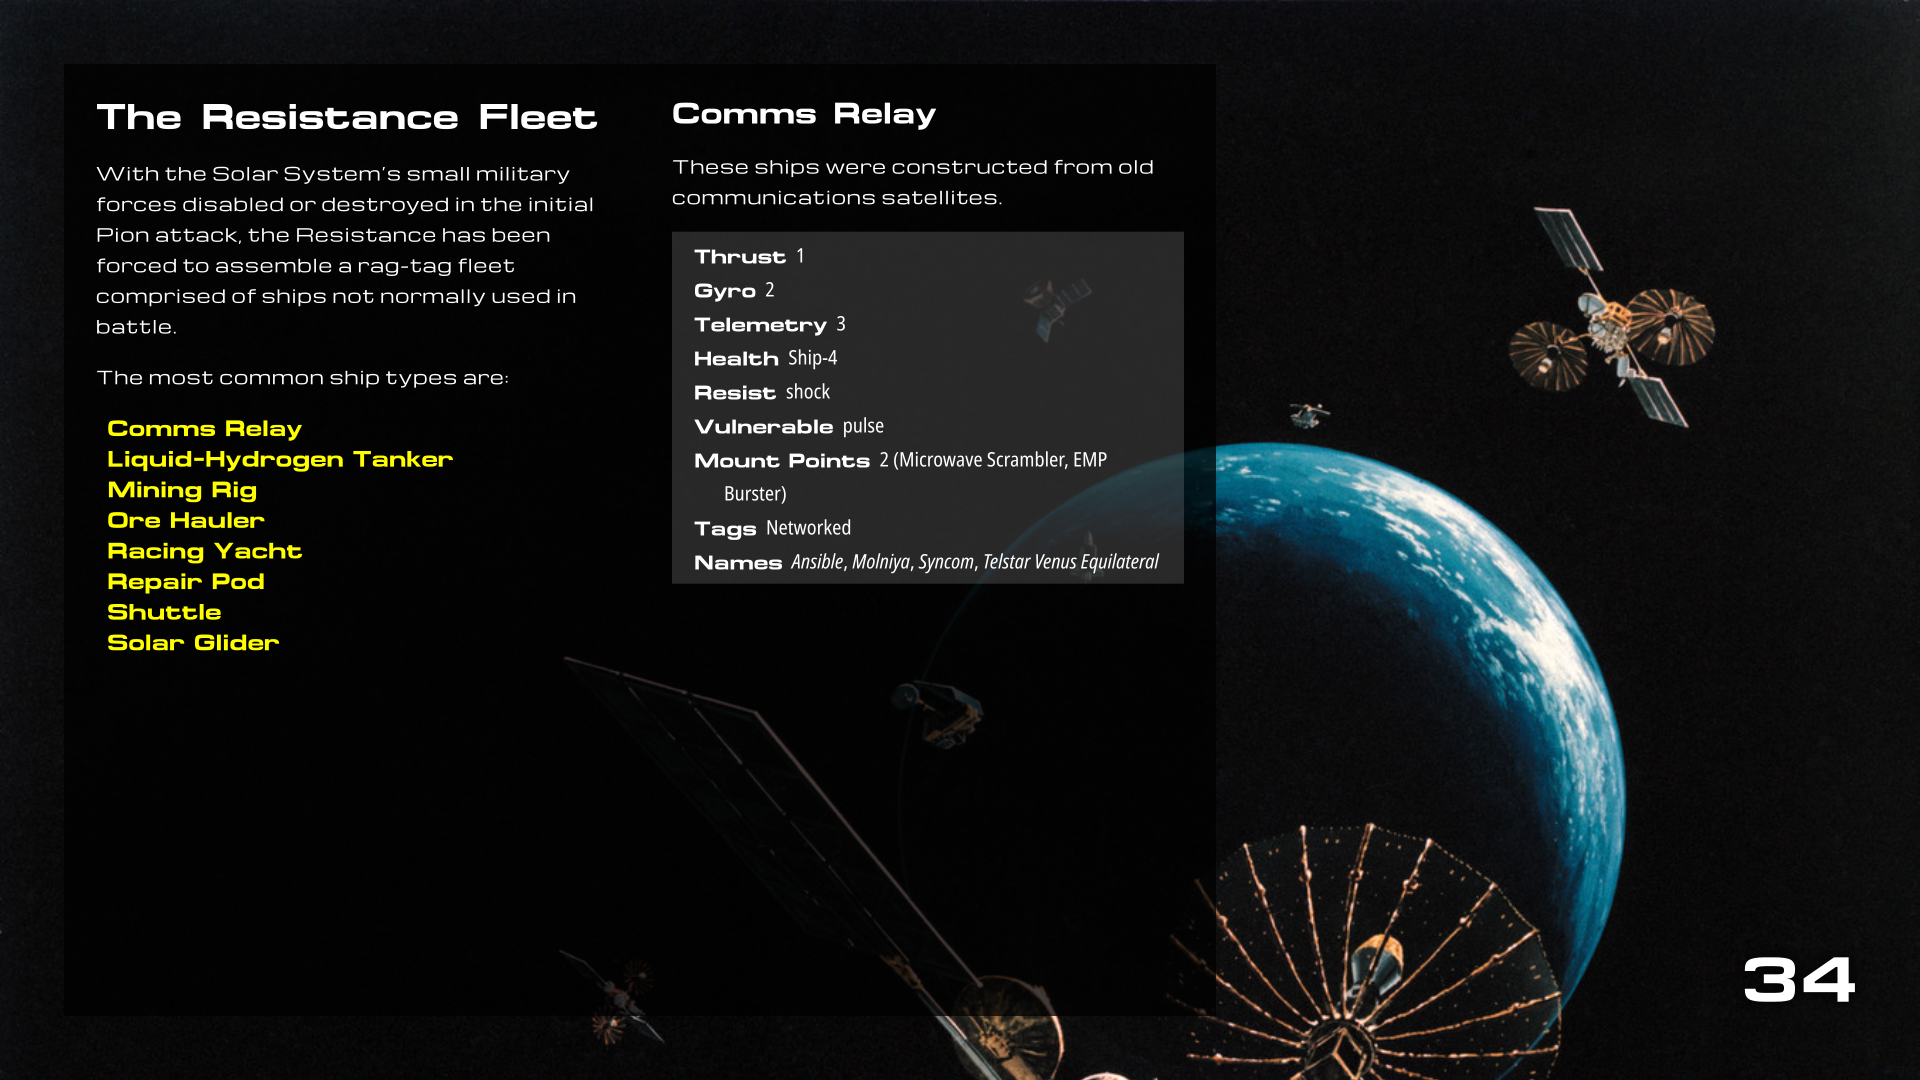 The Resistance Fleet
With the Solar System's small military
forces disabled or destroyed in the initial
Pion attack, the Resistance has been
forced to assemble a rag-tag fleet
comprised of ships not normally used in
battle.
The most common ship types are:
Comms Relay
Liquid-Hydrogen Tanker
Mining Rig
Ore Hauler
Racing Yacht
Repair Pod
Shuttle
Solar Glider
Comms Relay
These ships were constructed from old
communications satellites.
Thrust 1
Gyro 2
Telemetry 3
Health Ship-4
Resist shock
Vulnerable pulse
Mount Points 2 (Microwave Scrambler, EMP
Burster)
Tags Networked
Names Ansible, Molniya, Syncom, Telstar Venus Equilateral
34